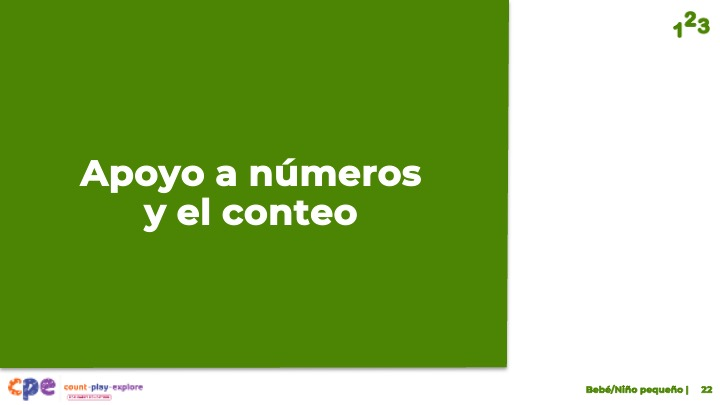 123
Apoyo a números
y el conteo
cpe count-play-explore
Bebé/Niño pequeño | 22